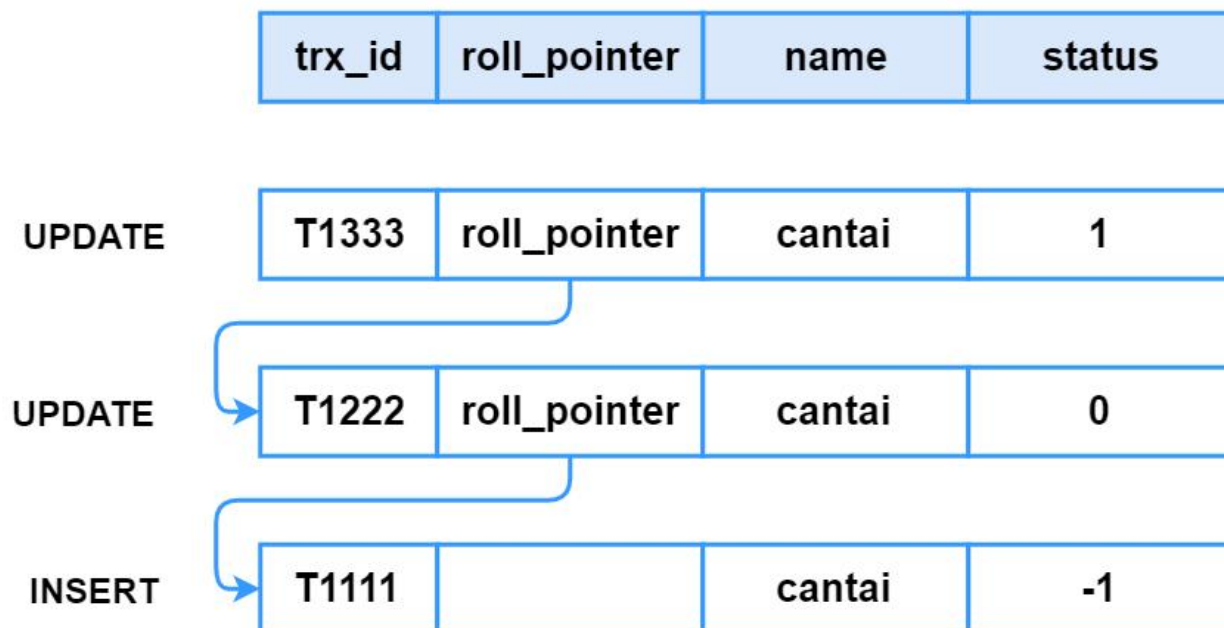 trx_id roll_pointer name status
UPDATE T1333 roll_pointer cantai 1
UPDATE T1222 roll_pointer cantai 0
INSERT T1111 cantai -1